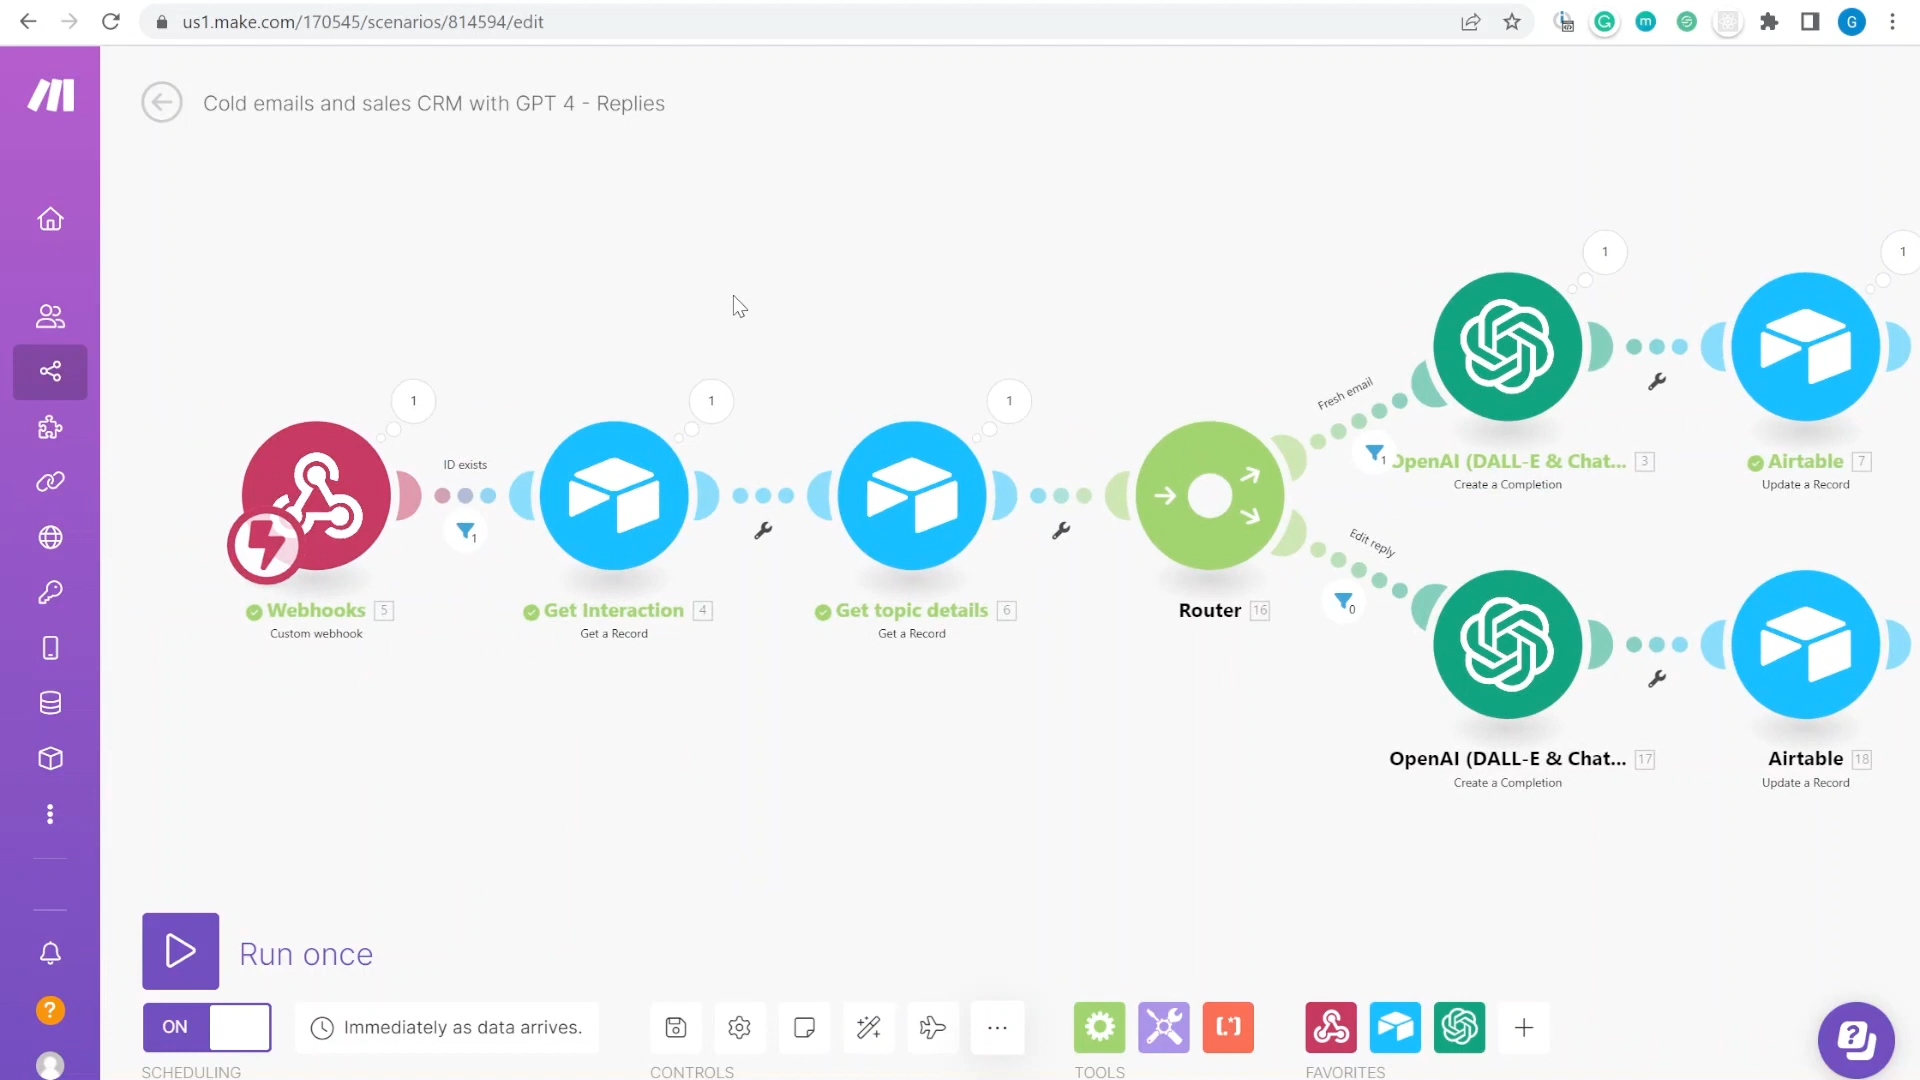 us1.make.com/170545/scenarios/814594/edit
m
G
Cold emails and sales CRM with GPT 4 - Replies
1
1
1
1
1
Fresh email
1
OpenAI (DALL-E & Chat... 3
Create a Completion
Airtable 7
Update a Record
ID exists
1
Webhooks 5
Custom webhook
Get Interaction 4
Get a Record
Get topic details 6
Get a Record
Router 16
Edit reply
0
OpenAI (DALL-E & Chat... 17
Create a Completion
Airtable 18
Update a Record
Run once
ON
Immediately as data arrives.
[.*]
SCHEDULING
CONTROLS
TOOLS
FAVORITES
?
?